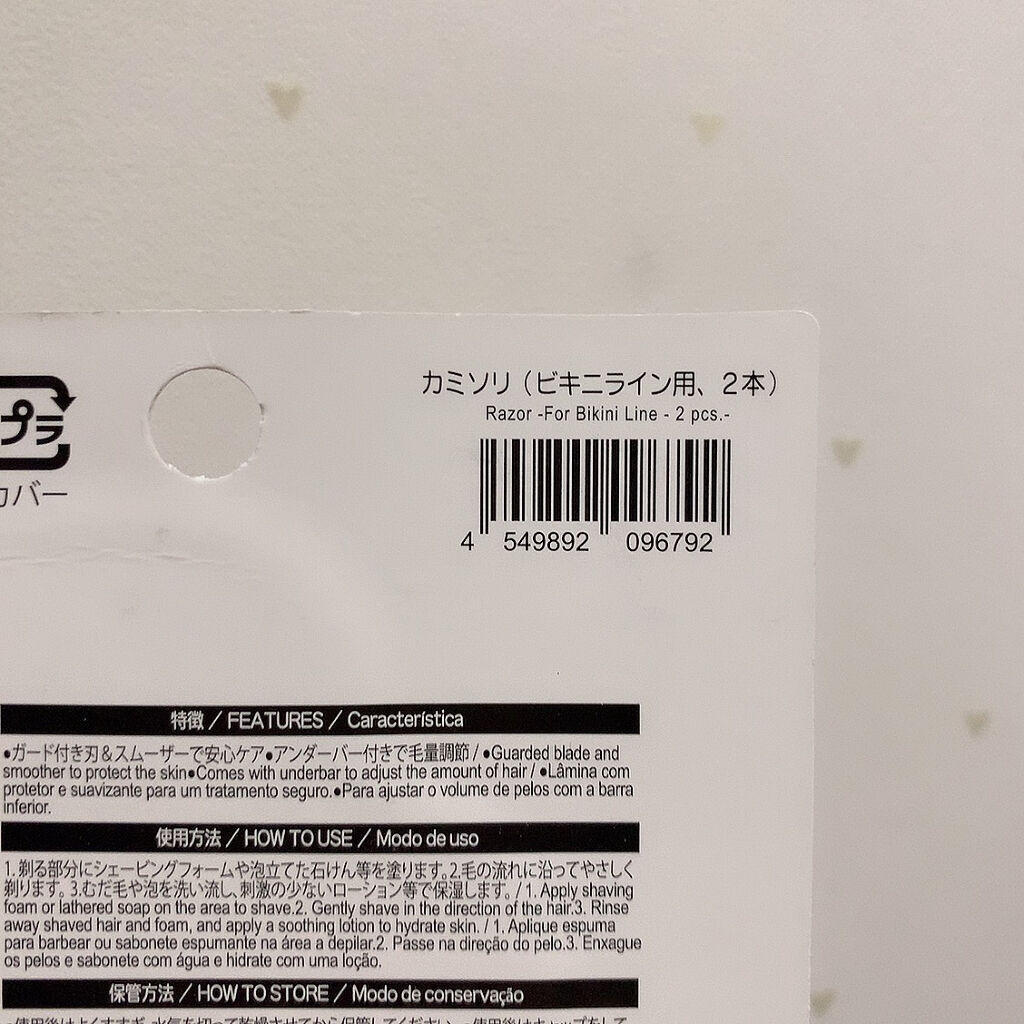 プラ
カバー
カミソリ（ビキニライン用、２本）
Razor -For Bikini Line - 2 pcs.-
4 549892 096792
特徴 / FEATURES / Característica
●ガード付き刃＆スムーザーで安心ケア●アンダーバー付きで毛量調節 / ●Guarded blade and
smoother to protect the skin●Comes with underbar to adjust the amount of hair / ●Lâmina com
protetor e suavizante para um tratamento seguro.●Para ajustar o volume de pelos com a barra
inferior.
使用方法 / HOW TO USE / Modo de uso
1.剃る部分にシェービングフォームや泡立てた石けん等を塗ります。2.毛の流れに沿ってやさしく
剃ります。3.むだ毛や泡を洗い流し、刺激の少ないローション等で保湿します。/ 1. Apply shaving
foam or lathered soap on the area to shave.2. Gently shave in the direction of the hair.3. Rinse
away shaved hair and foam, and apply a soothing lotion to hydrate skin. / 1. Aplique espuma
para barbear ou sabonete espumante na área a depilar.2. Passe na direção do pelo.3. Enxague
os pelos e sabonete com água e hidrate com uma loção.
保管方法 / HOW TO STORE / Modo de conservação